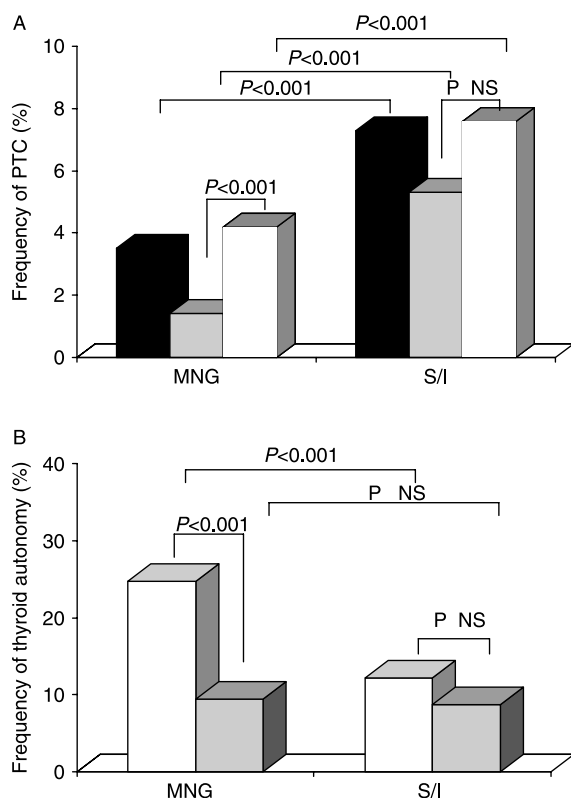 A
Frequency of PTC (%)
10
8
6
4
2
0
P<0.001
P<0.001
P<0.001
P NS
P<0.001
MNG
S/I
B
Frequency of thyroid autonomy (%)
40
30
20
10
0
P<0.001
P NS
P<0.001
P NS
MNG
S/I